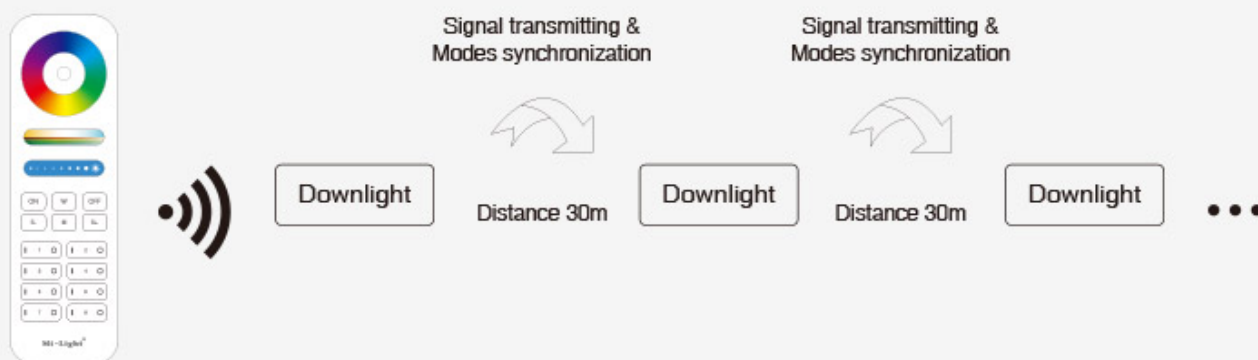 Signal transmitting &
Modes synchronization
Signal transmitting &
Modes synchronization
Downlight
Distance 30m
Downlight
Distance 30m
Downlight
ON W OFF
Mi-Light